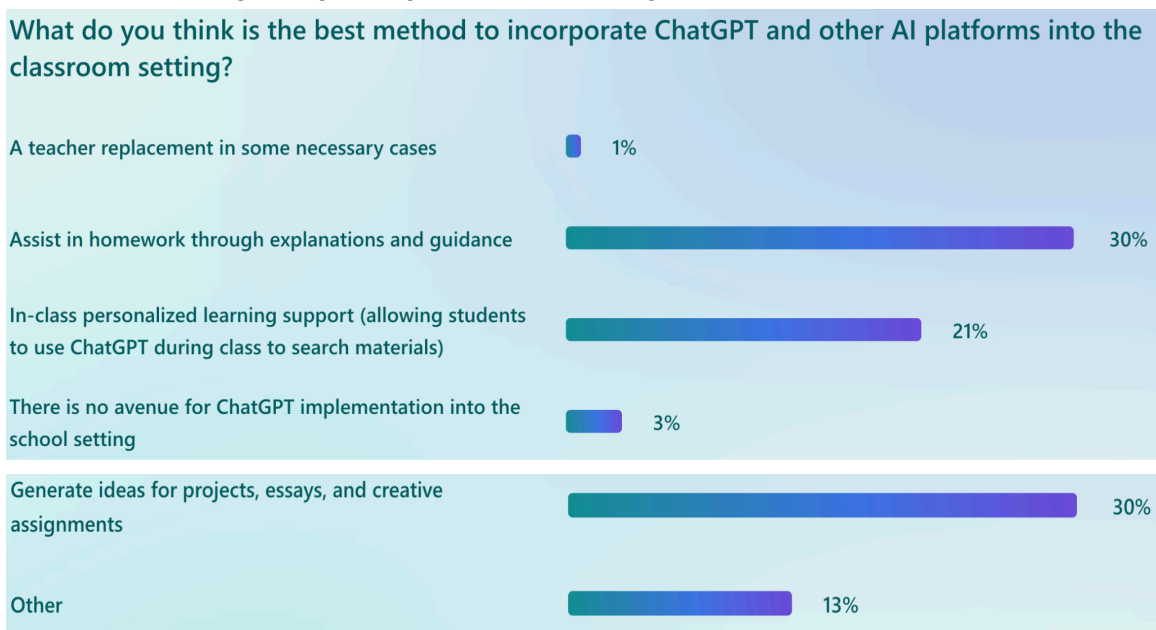 What do you think is the best method to incorporate ChatGPT and other AI platforms into the
classroom setting?
A teacher replacement in some necessary cases
1%
Assist in homework through explanations and guidance
30%
In-class personalized learning support (allowing students
to use ChatGPT during class to search materials)
21%
There is no avenue for ChatGPT implementation into the
school setting
3%
Generate ideas for projects, essays, and creative
assignments
30%
Other
13%